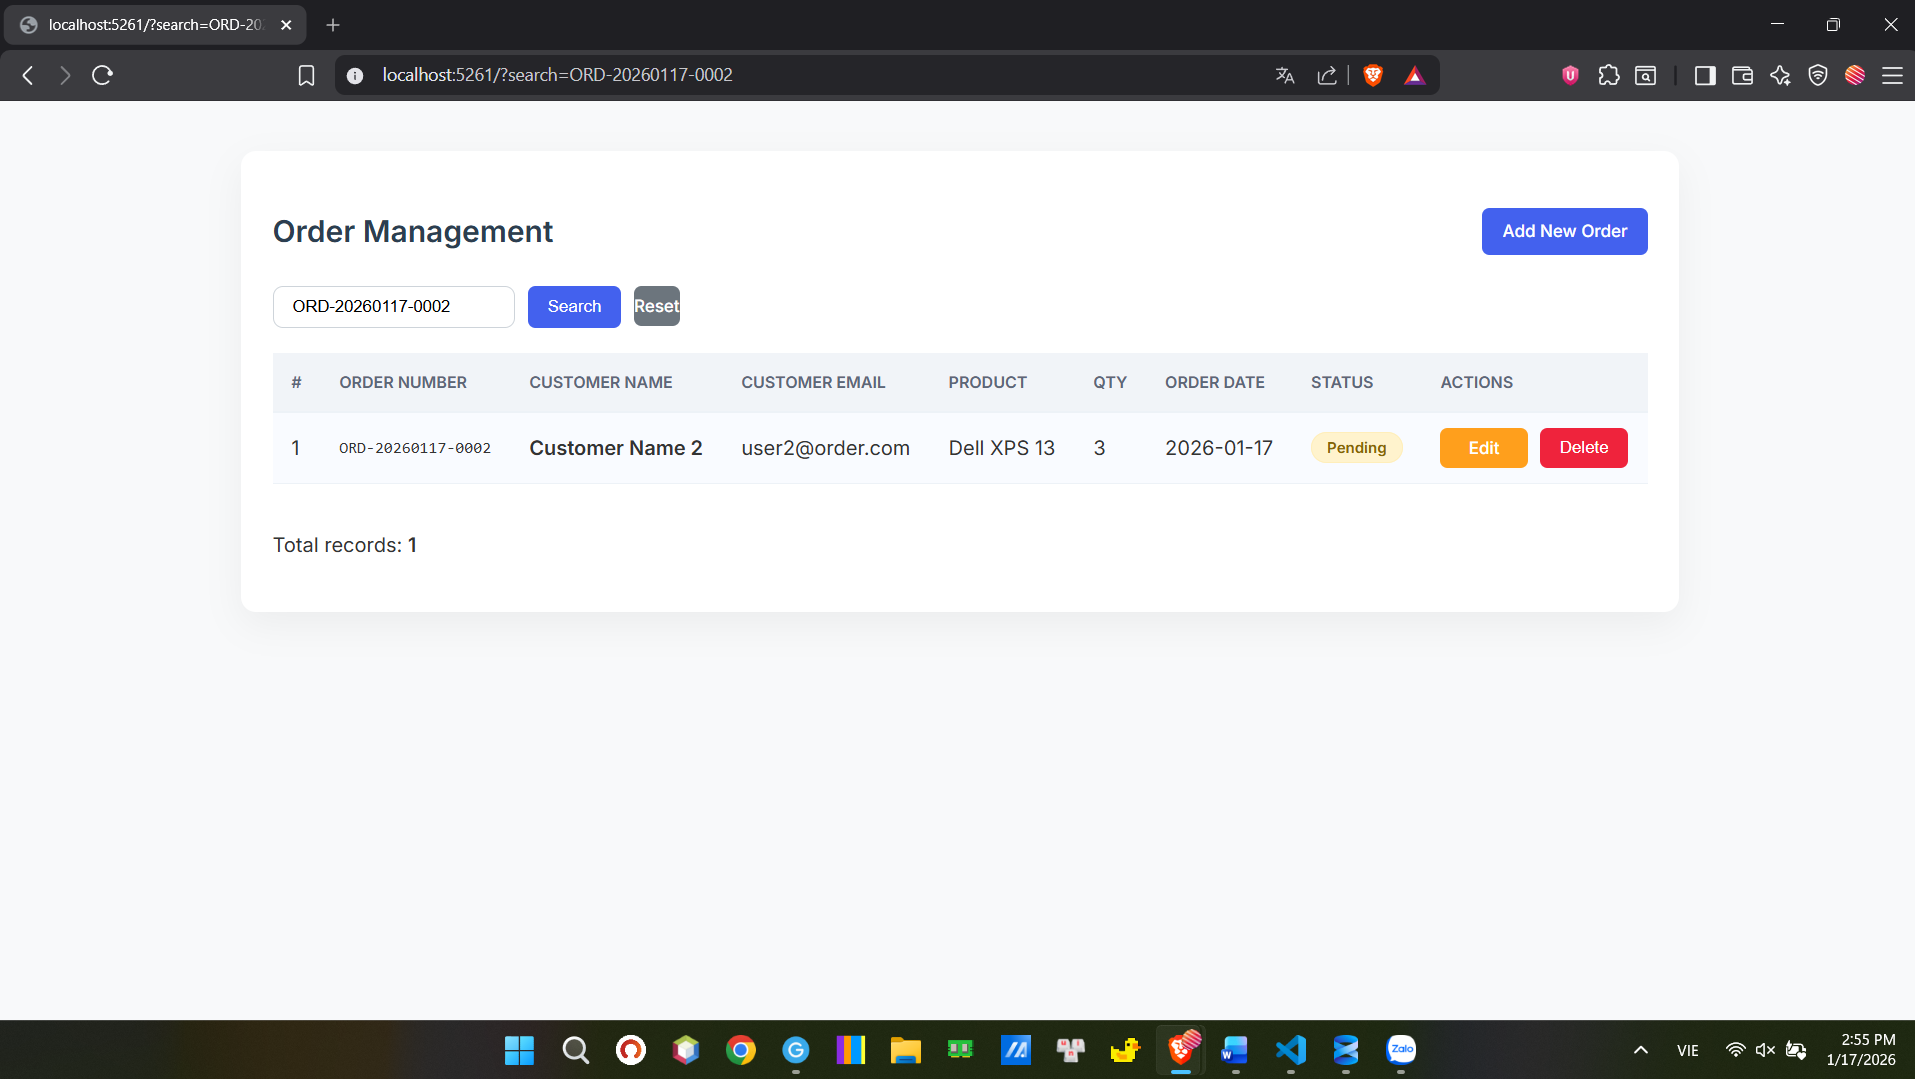 localhost:5261/?search=ORD-20
localhost:5261/?search=ORD-20260117-0002
Order Management
Add New Order
ORD-20260117-0002 Search Reset
# ORDER NUMBER CUSTOMER NAME CUSTOMER EMAIL PRODUCT QTY ORDER DATE STATUS ACTIONS
1 ORD-20260117-0002 Customer Name 2 user2@order.com Dell XPS 13 3 2026-01-17 Pending Edit Delete
Total records: 1
Zalo
VIE
2:55 PM
1/17/2026